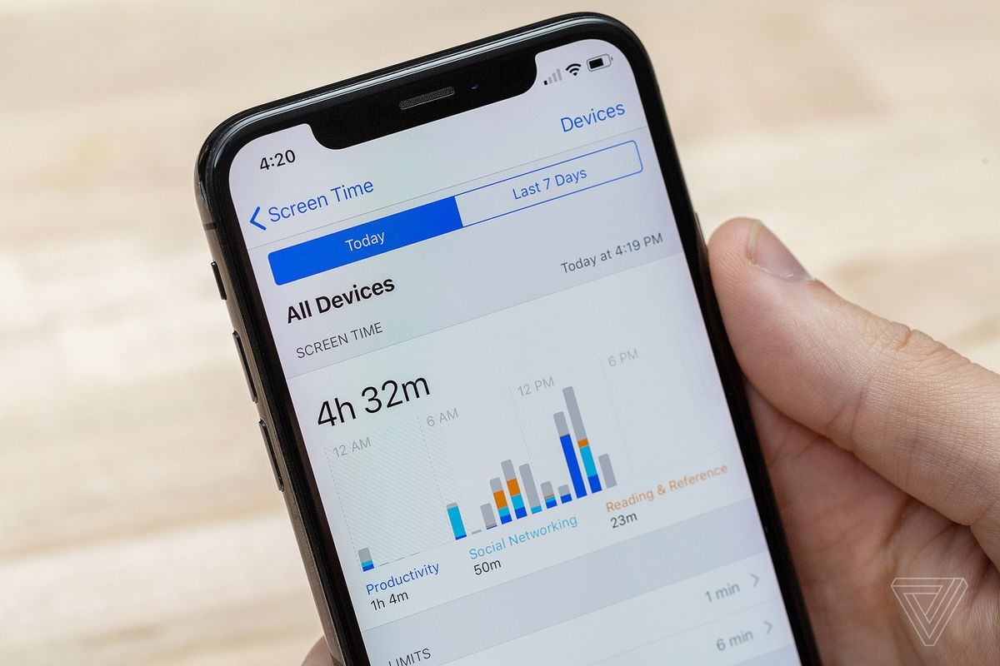 4:20
Devices
Screen Time
Today
Last 7 Days
All Devices
Today at 4:19 PM
SCREEN TIME
4h 32m
12 AM
6 AM
12 PM
6 PM
Productivity
1h 4m
Social Networking
50m
Reading & Reference
23m
LIMITS
1 min
6 min